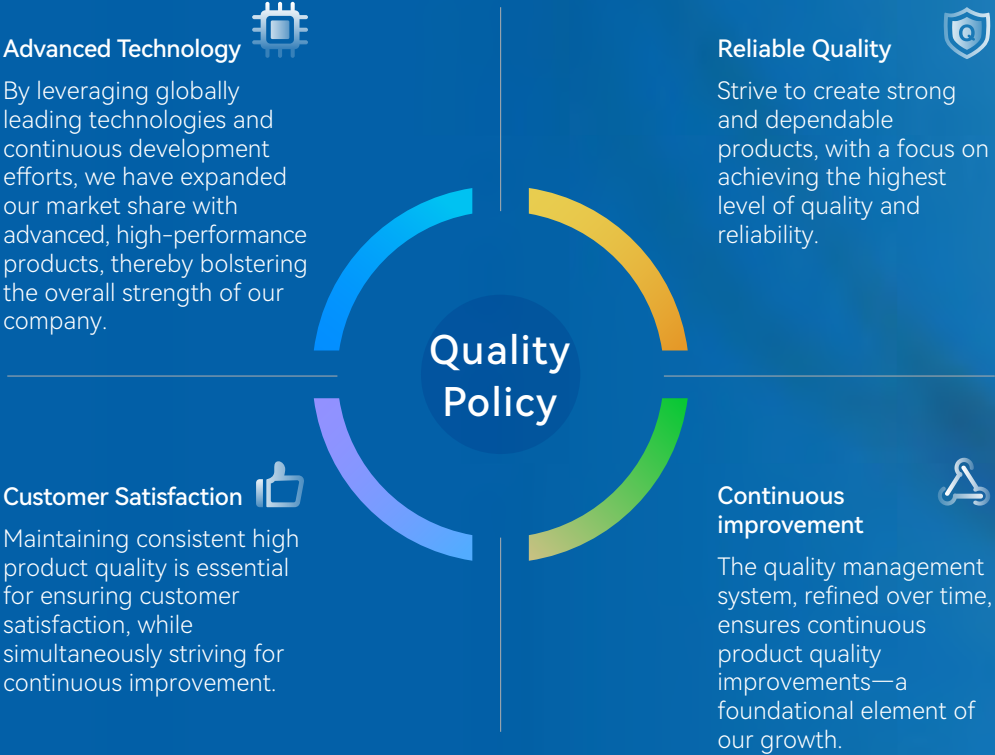 Advanced Technology
By leveraging globally
leading technologies and
continuous development
efforts, we have expanded
our market share with
advanced, high-performance
products, thereby bolstering
the overall strength of our
company.
Reliable Quality
Q
Strive to create strong
and dependable
products, with a focus on
achieving the highest
level of quality and
reliability.
Quality
Policy
Customer Satisfaction
Maintaining consistent high
product quality is essential
for ensuring customer
satisfaction, while
simultaneously striving for
continuous improvement.
Continuous
improvement
The quality management
system, refined over time,
ensures continuous
product quality
improvements—a
foundational element of
our growth.